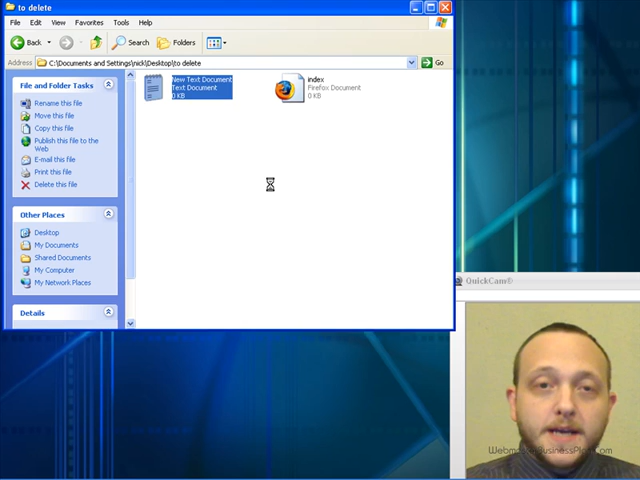 to delete
File Edit View Favorites Tools Help
Back Search Folders
Address C:\Documents and Settings\nick\Desktop\to delete Go
File and Folder Tasks
Rename this file
Move this file
Copy this file
Publish this file to the
Web
E-mail this file
Print this file
Delete this file
Other Places
Desktop
My Documents
Shared Documents
My Computer
My Network Places
Details
New Text Document
Text Document
0 KB
index
Firefox Document
0 KB
QuickCam®